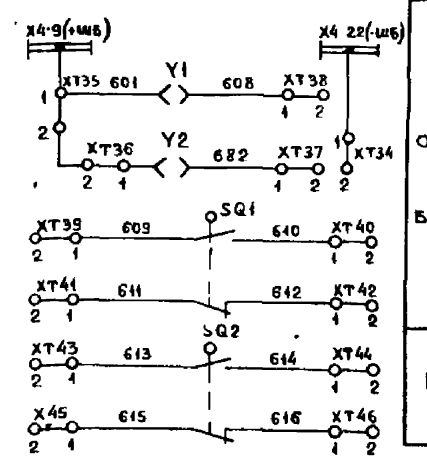 X4-9(+ШБ) X4 22(-ШБ)
XT35 601 Y1 608 XT38
1 1 2
2 XT36 Y2 682 XT37 1 XT34
2 1 1 2 2
SQ1
XT39 609 610 XT40
2 1 1 2
XT41 611 612 XT42
2 1 1 2
SQ2
XT43 613 614 XT44
2 1 1 2
X45 615 616 XT46
2 1 1 2